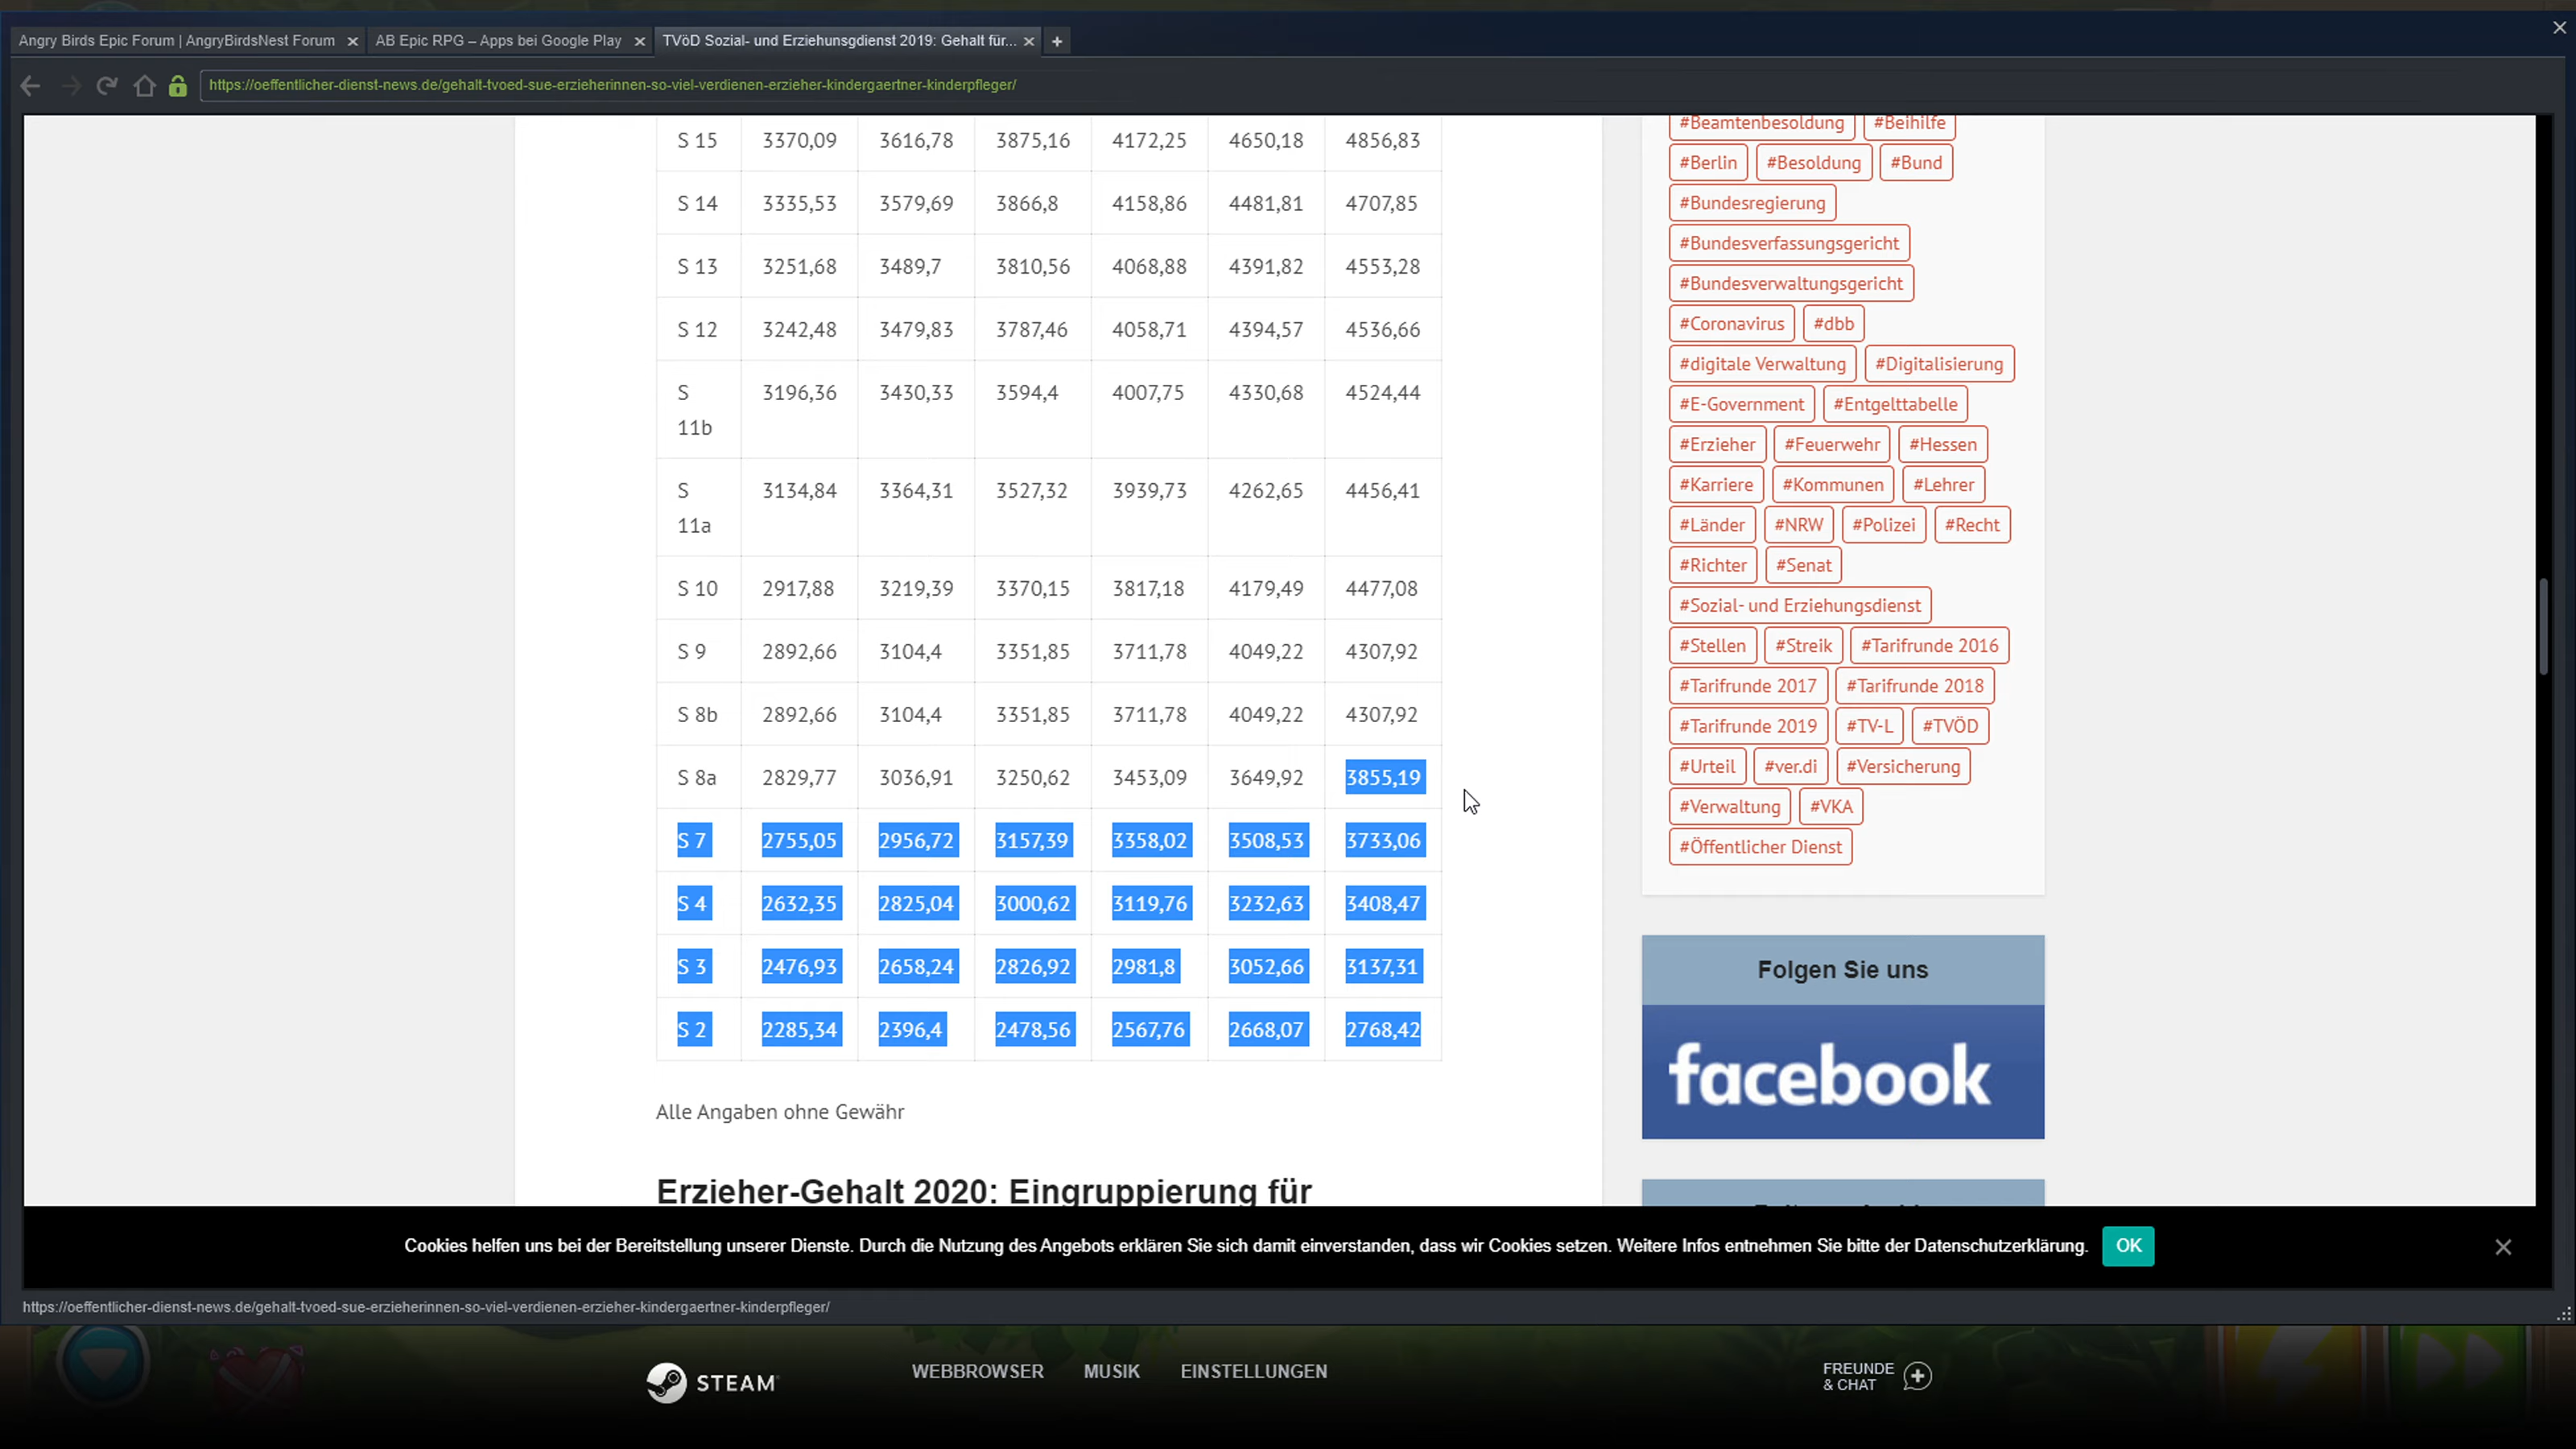 Angry Birds Epic Forum | AngryBirdsNest Forum
AB Epic RPG – Apps bei Google Play
TVöD Sozial- und Erziehunsgdienst 2019: Gehalt für...
https://oeffentlicher-dienst-news.de/gehalt-tvoed-sue-erzieherinnen-so-viel-verdienen-erzieher-kindergaertner-kinderpfleger/
S 15 3370,09 3616,78 3875,16 4172,25 4650,18 4856,83
S 14 3335,53 3579,69 3866,8 4158,86 4481,81 4707,85
S 13 3251,68 3489,7 3810,56 4068,88 4391,82 4553,28
S 12 3242,48 3479,83 3787,46 4058,71 4394,57 4536,66
S 3196,36 3430,33 3594,4 4007,75 4330,68 4524,44
11b
S 3134,84 3364,31 3527,32 3939,73 4262,65 4456,41
11a
S 10 2917,88 3219,39 3370,15 3817,18 4179,49 4477,08
S 9 2892,66 3104,4 3351,85 3711,78 4049,22 4307,92
S 8b 2892,66 3104,4 3351,85 3711,78 4049,22 4307,92
S 8a 2829,77 3036,91 3250,62 3453,09 3649,92 3855,19
S 7 2755,05 2956,72 3157,39 3358,02 3508,53 3733,06
S 4 2632,35 2825,04 3000,62 3119,76 3232,63 3408,47
S 3 2476,93 2658,24 2826,92 2981,8 3052,66 3137,31
S 2 2285,34 2396,4 2478,56 2567,76 2668,07 2768,42
Alle Angaben ohne Gewähr
Erzieher-Gehalt 2020: Eingruppierung für
#Beamtenbesoldung #Beihilfe
#Berlin #Besoldung #Bund
#Bundesregierung
#Bundesverfassungsgericht
#Bundesverwaltungsgericht
#Coronavirus #dbb
#digitale Verwaltung #Digitalisierung
#E-Government #Entgelttabelle
#Erzieher #Feuerwehr #Hessen
#Karriere #Kommunen #Lehrer
#Länder #NRW #Polizei #Recht
#Richter #Senat
#Sozial- und Erziehungsdienst
#Stellen #Streik #Tarifrunde 2016
#Tarifrunde 2017 #Tarifrunde 2018
#Tarifrunde 2019 #TV-L #TVÖD
#Urteil #ver.di #Versicherung
#Verwaltung #VKA
#Öffentlicher Dienst
Folgen Sie uns
facebook
Cookies helfen uns bei der Bereitstellung unserer Dienste. Durch die Nutzung des Angebots erklären Sie sich damit einverstanden, dass wir Cookies setzen. Weitere Infos entnehmen Sie bitte der Datenschutzerklärung. OK
https://oeffentlicher-dienst-news.de/gehalt-tvoed-sue-erzieherinnen-so-viel-verdienen-erzieher-kindergaertner-kinderpfleger/
STEAM WEBBROWSER MUSIK EINSTELLUNGEN
FREUNDE
& CHAT